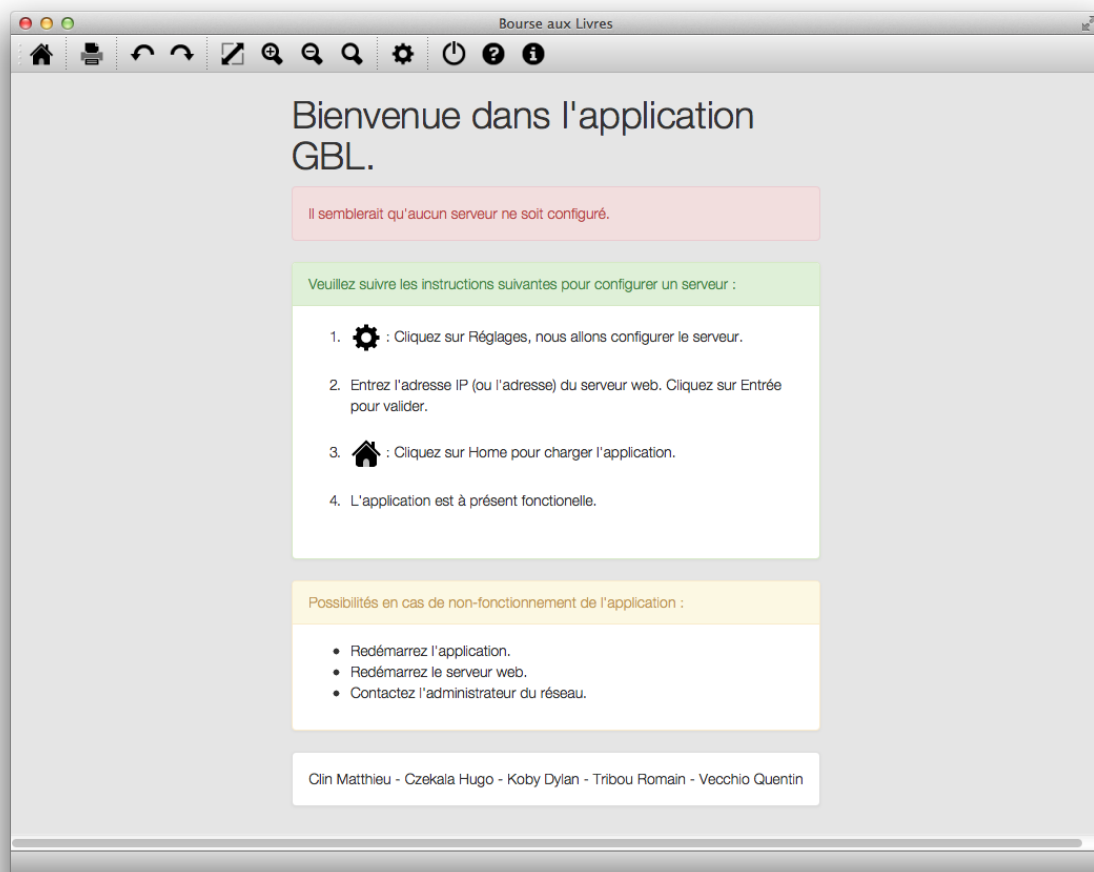 Bourse aux Livres
Bienvenue dans l'application
GBL.
Il semblerait qu'aucun serveur ne soit configuré.
Veuillez suivre les instructions suivantes pour configurer un serveur :
1. : Cliquez sur Réglages, nous allons configurer le serveur.
2. Entrez l'adresse IP (ou l'adresse) du serveur web. Cliquez sur Entrée
pour valider.
3. : Cliquez sur Home pour charger l'application.
4. L'application est à présent fonctionelle.
Possibilités en cas de non-fonctionnement de l'application :
• Redémarrez l'application.
• Redémarrez le serveur web.
• Contactez l'administrateur du réseau.
Clin Matthieu - Czekala Hugo - Koby Dylan - Tribou Romain - Vecchio Quentin